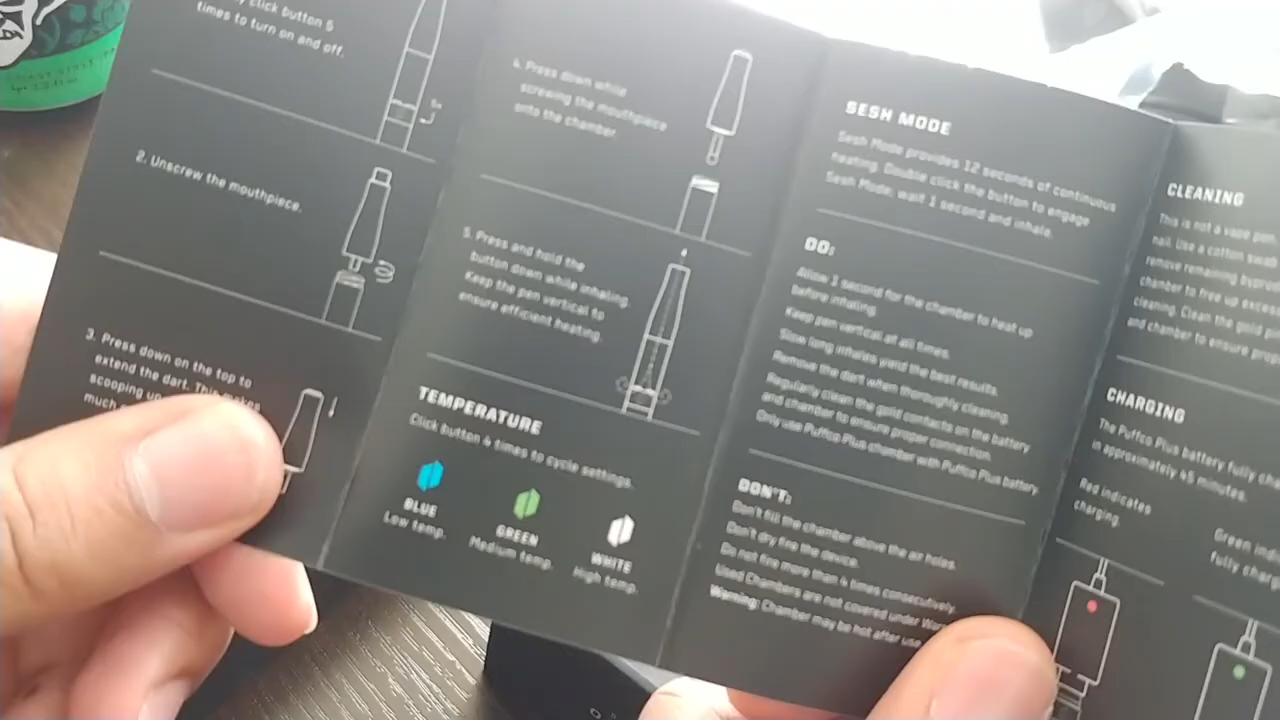 click button 5
times to turn on and off.
2. Unscrew the mouthpiece.
3. Press down on the top to
extend the dart. This makes
scooping
much
4. Press down while
screwing the mouthpiece
onto the chamber.
5. Press and hold the
button down while inhaling.
Keep the pen vertical to
ensure efficient heating.
TEMPERATURE
Click button 4 times to cycle settings.
BLUE
Low temp.
GREEN
Medium temp.
WHITE
High temp.
SESH MODE
Sesh Mode provides 12 seconds of continuous
heating. Double click the button to engage
Sesh Mode, wait 1 second and inhale.
DO:
Allow 1 second for the chamber to heat up
before inhaling.
Keep pen vertical at all times.
Slow long inhales yield the best results.
Remove the dart when thoroughly cleaning.
Regularly clean the gold contacts on the battery
and chamber to ensure proper connection.
Only use Puffco Plus chamber with Puffco Plus battery.
DON'T:
Don't fill the chamber above the air holes.
Don't dry fire the device.
Do not fire more than 4 times consecutively.
Used Chambers are not covered under
Warning: Chamber may be hot after use
CLEANING
This is not a vape pen,
nail. Use a cotton swab
remove remaining
chamber to free up excess
cleaning. Clean the gold
and chamber to ensure
CHARGING
The Puffco Plus battery fully
in approximately 45 minutes.
Red indicates
charging.
Green
fully